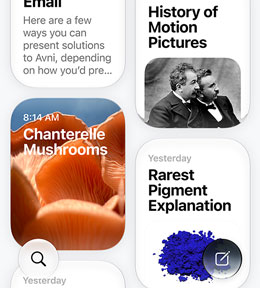 Email
Here are a few
ways you can
present solutions
to Avni, depending
on how you'd pre...
8:14 AM
Chanterelle
Mushrooms
Yesterday
History of
Motion
Pictures
Yesterday
Rarest
Pigment
Explanation